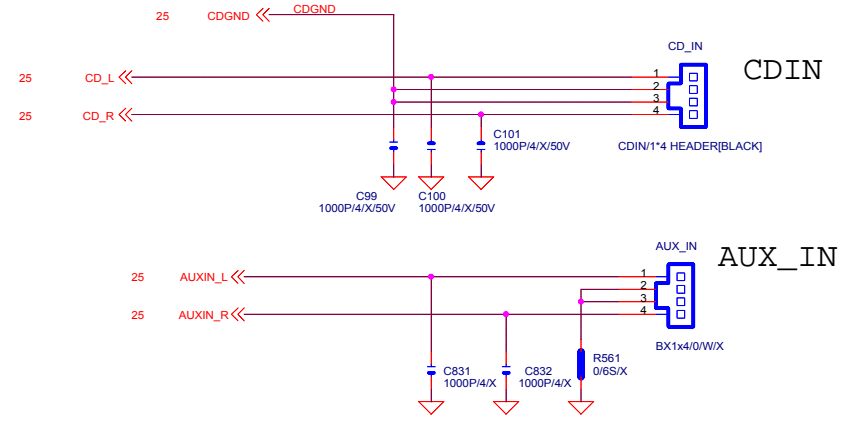 25 CDGND CDGND
CD_IN
CDIN
25 CD_L 1
2
3
25 CD_R 4
C101
1000P/4/X/50V
CDIN/1*4 HEADER[BLACK]
C99 C100
1000P/4/X/50V 1000P/4/X/50V
AUX_IN
AUX_IN
25 AUXIN_L 1
2
3
25 AUXIN_R 4
BX1x4/0/W/X
R561
0/6S/X
C831 C832
1000P/4/X 1000P/4/X